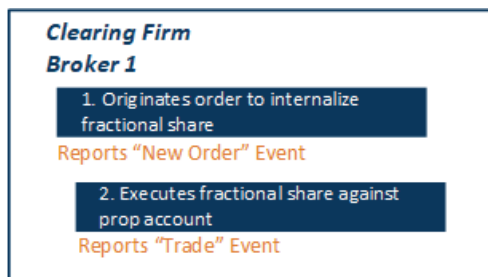 Clearing Firm
Broker 1
1. Originates order to internalize
fractional share
Reports “New Order” Event
2. Executes fractional share against
prop account
Reports “Trade” Event